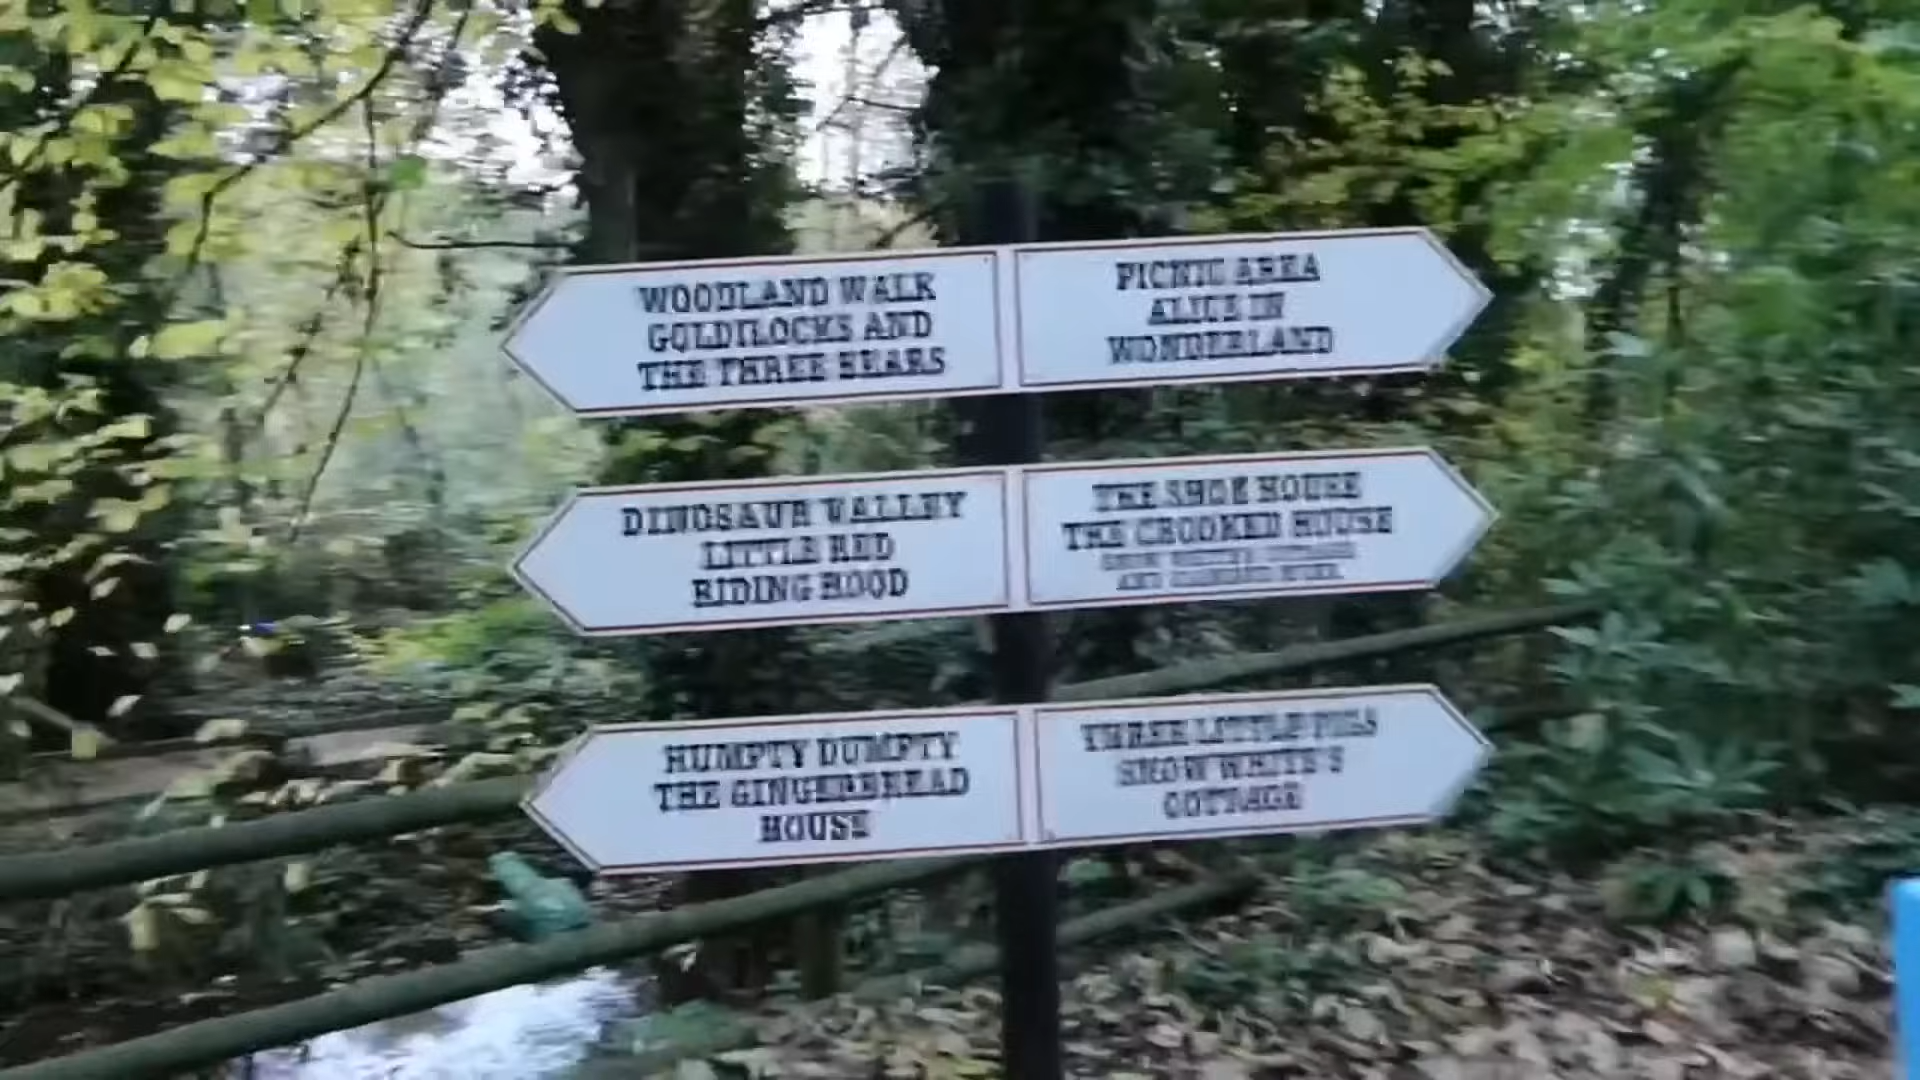 WOODLAND WALK
GOLDILOCKS AND
THE THREE BEARS
PICNIC AREA
ALICE IN
WONDERLAND
DINOSAUR VALLEY
LITTLE RED
RIDING HOOD
THE SHOE HOUSE
THE CROOKED HOUSE
HUMPTY DUMPTY
THE GINGERBREAD
HOUSE
THREE LITTLE PIGS
SNOW WHITE'S
COTTAGE